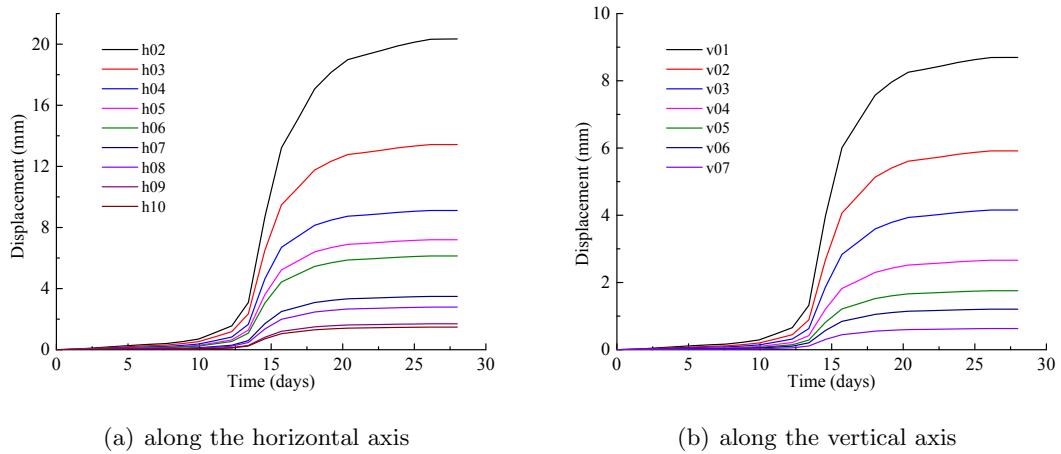 20
16
12
8
4
0
Displacement (mm)
h02
h03
h04
h05
h06
h07
h08
h09
h10
0 5 10 15 20 25 30
Time (days)
(a) along the horizontal axis
10
8
6
4
2
0
Displacement (mm)
v01
v02
v03
v04
v05
v06
v07
0 5 10 15 20 25 30
Time (days)
(b) along the vertical axis